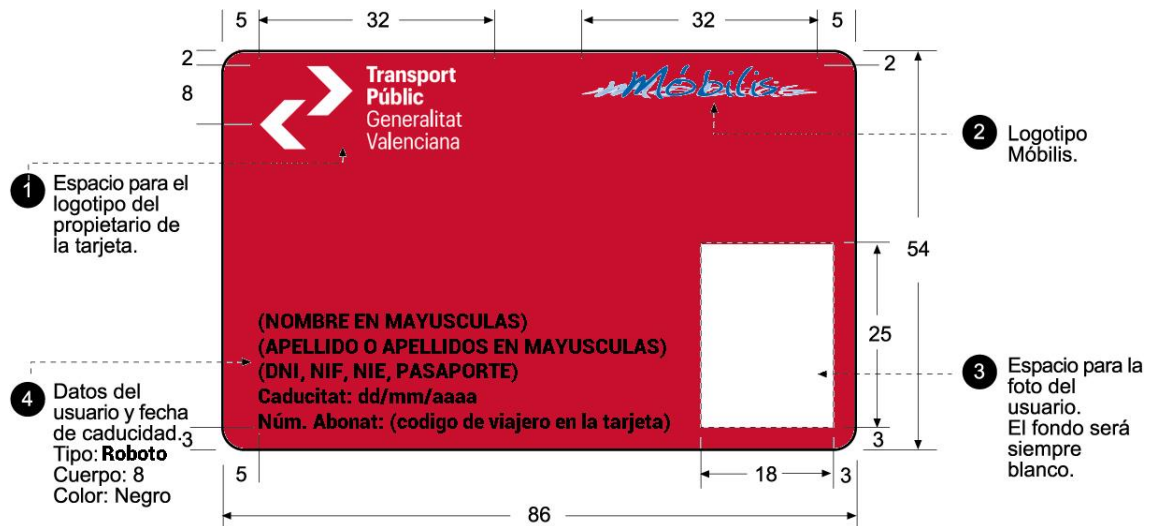 5
32
32
5
2
8
2
Transport
Públic
Generalitat
Valenciana
Móbilis
1
Espacio para el
logotipo del
propietario de
la tarjeta.
2
Logotipo
Móbilis.
54
25
(NOMBRE EN MAYUSCULAS)
(APELLIDO O APELLIDOS EN MAYUSCULAS)
(DNI, NIF, NIE, PASAPORTE)
Caducitat: dd/mm/aaaa
Núm. Abonat: (codigo de viajero en la tarjeta)
4
Datos del
usuario y fecha
de caducidad.
Tipo: Roboto
Cuerpo: 8
Color: Negro
3
Espacio para la
foto del
usuario.
El fondo será
siempre
blanco.
3
3
5
18
3
86